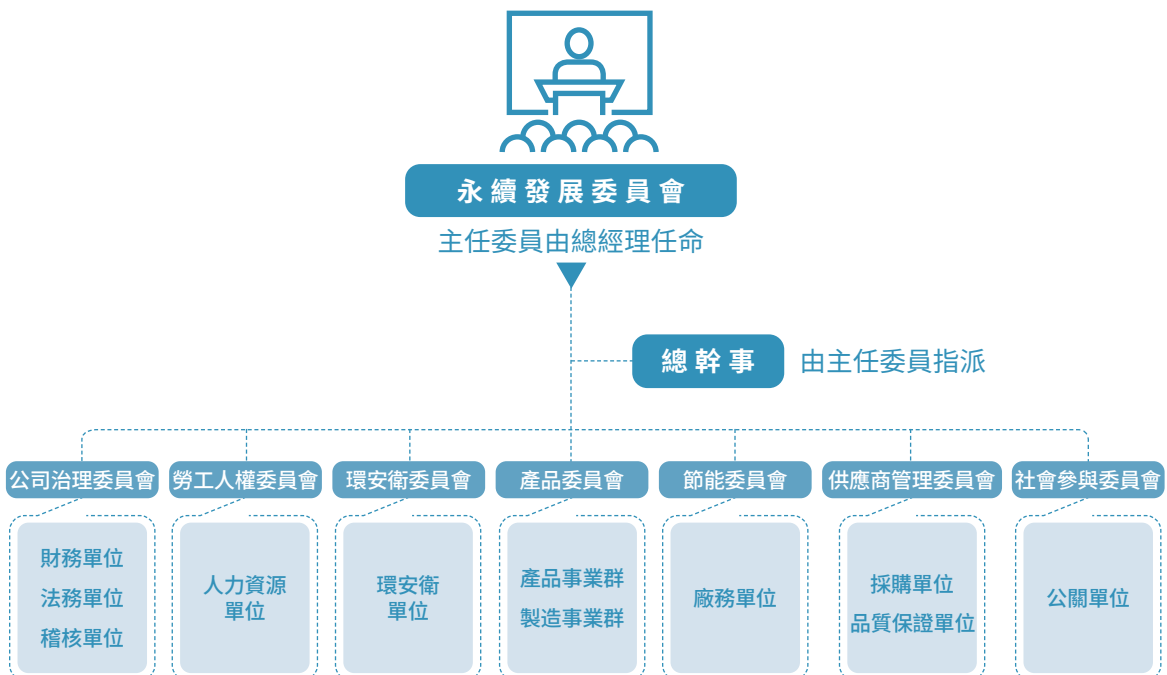 永續發展委員會
主任委員由總經理任命
總幹事
由主任委員指派
公司治理委員會
勞工人權委員會
環安衛委員會
產品委員會
節能委員會
供應商管理委員會
社會參與委員會
財務單位
法務單位
稽核單位
人力資源
單位
環安衛
單位
產品事業群
製造事業群
廠務單位
採購單位
品質保證單位
公關單位